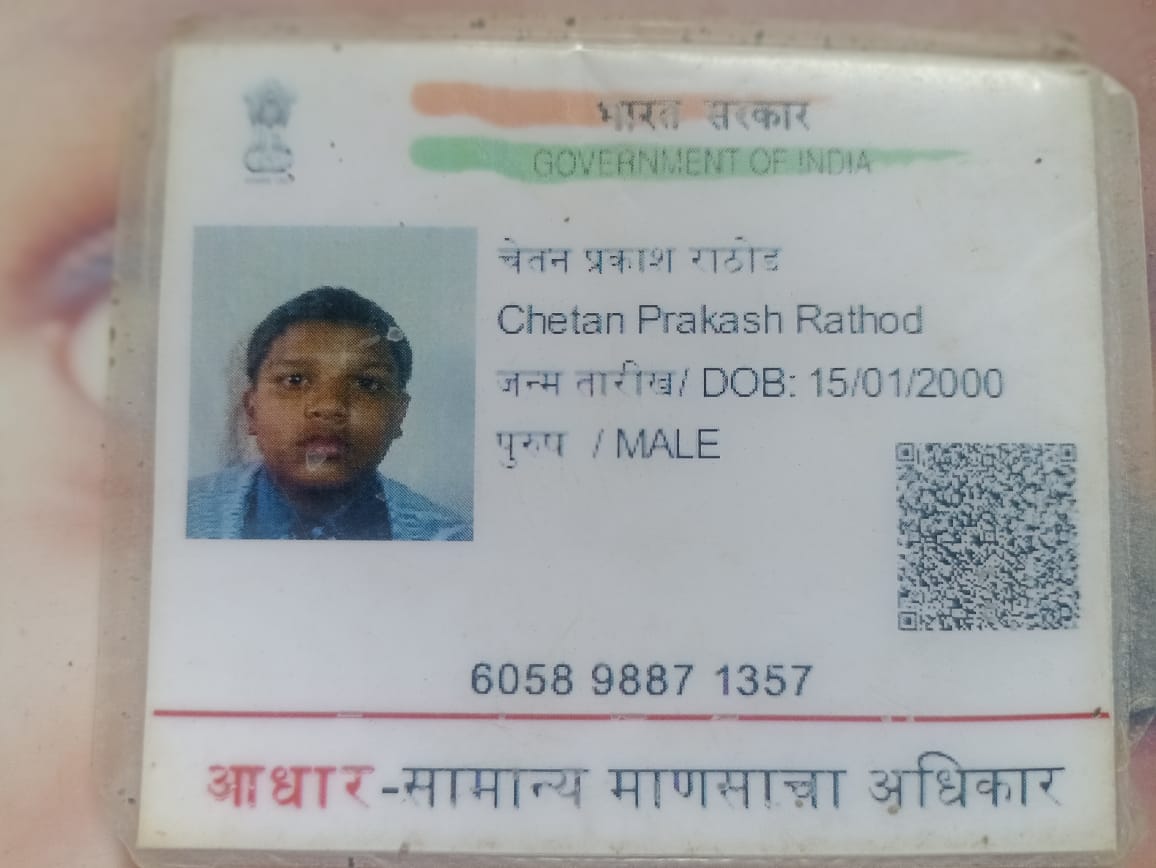 भारत सरकार
GOVERNMENT OF INDIA
चेतन प्रकाश राठोड
Chetan Prakash Rathod
जन्म तारीख/ DOB: 15/01/2000
पुरुष / MALE
6058 9887 1357
आधार-सामान्य माणसाचा अधिकार